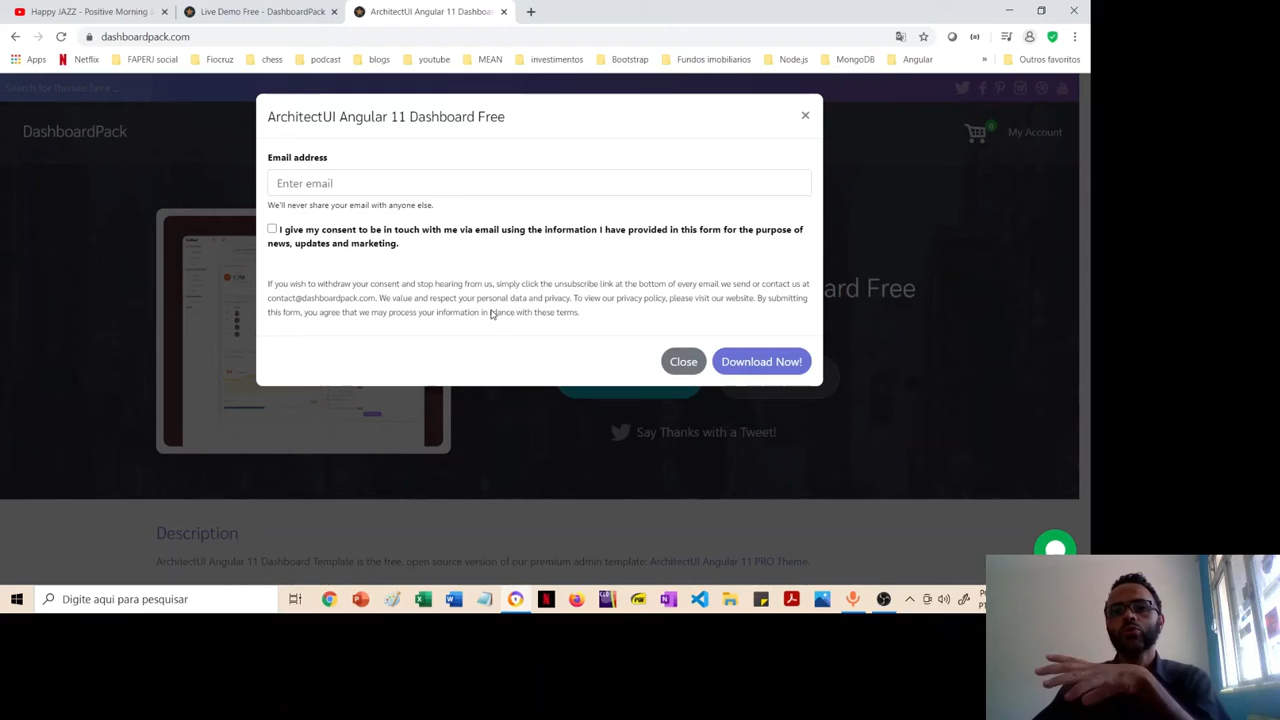 Happy JAZZ - Positive Morning J
Live Demo Free - DashboardPack
ArchitectUI Angular 11 Dashboa
dashboardpack.com
Apps
Netflix
FAPERJ social
Fiocruz
chess
podcast
blogs
youtube
MEAN
investimentos
Bootstrap
Fundos imobiliarios
Node.js
MongoDB
Angular
»
Outros favoritos
Search for themes here ...
DashboardPack
0
My Account
ArchitectUI Angular 11 Dashboard Free
×
Email address
Enter email
We'll never share your email with anyone else.
I give my consent to be in touch with me via email using the information I have provided in this form for the purpose of
news, updates and marketing.
If you wish to withdraw your consent and stop hearing from us, simply click the unsubscribe link at the bottom of every email we send or contact us at
contact@dashboardpack.com. We value and respect your personal data and privacy. To view our privacy policy, please visit our website. By submitting
this form, you agree that we may process your information in lance with these terms.
ard Free
Close
Download Now!
Say Thanks with a Tweet!
Description
ArchitectUI Angular 11 Dashboard Template is the free, open source version of our premium admin template: ArchitectUI Angular 11 PRO Theme.
Digite aqui para pesquisar